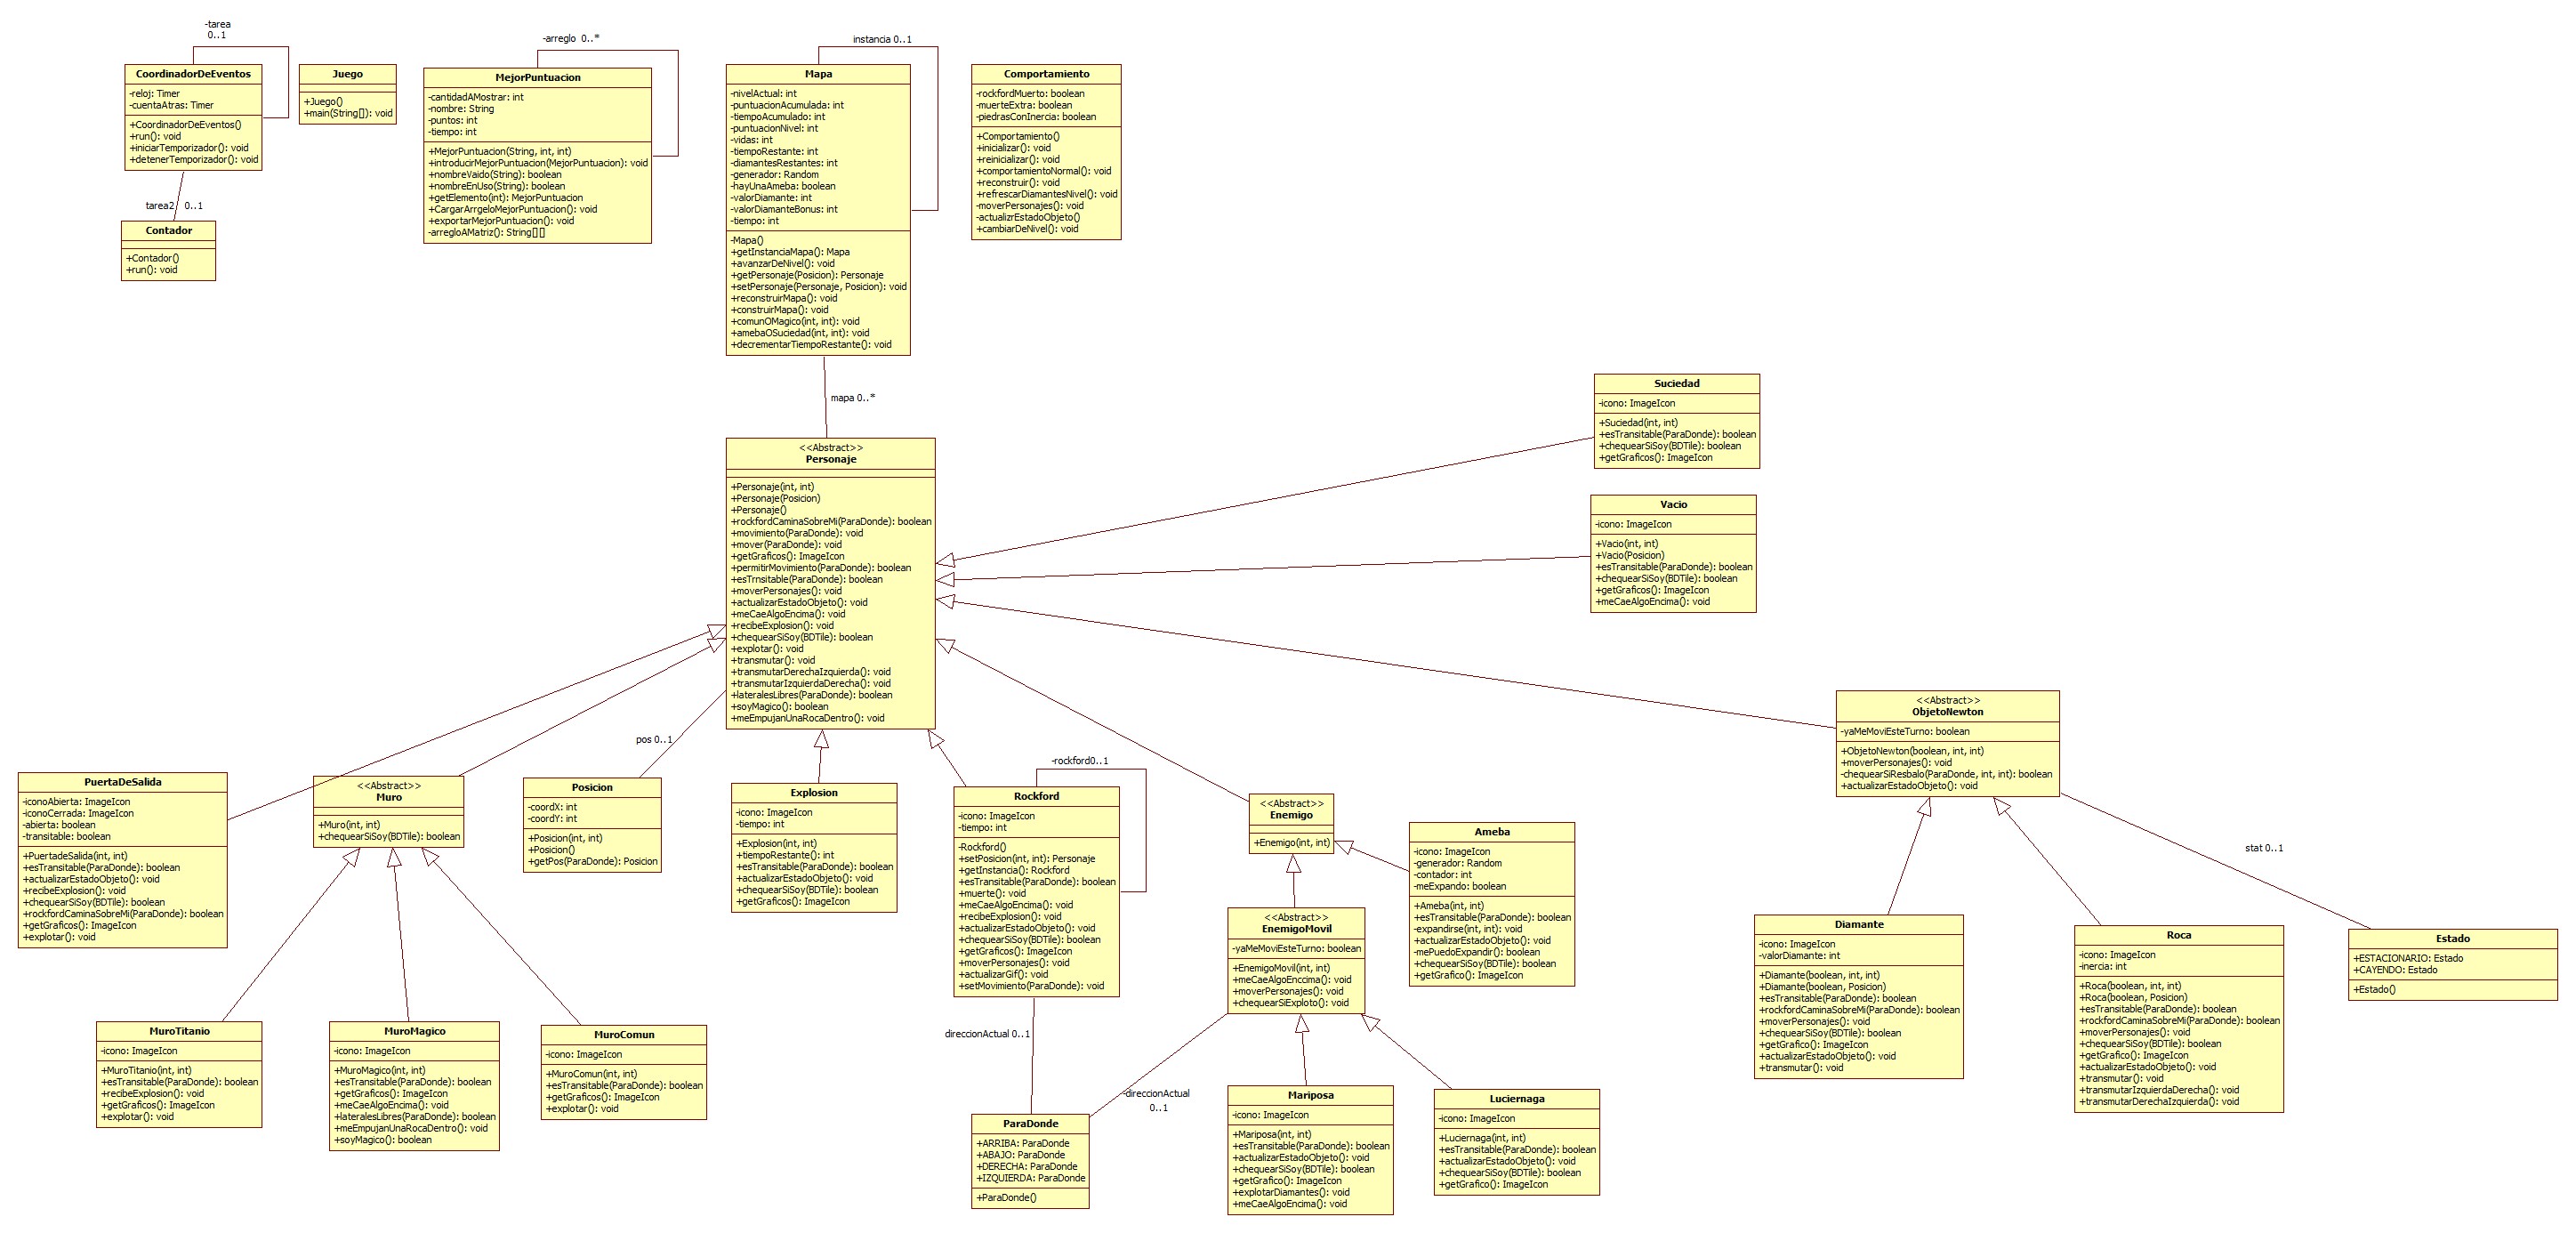 -tarea
0..1
CoordinadorDeEventos
-reloj: Timer
-cuentaAtras: Timer
+CoordinadorDeEventos()
+run(): void
+iniciarTemporizador(): void
+detenerTemporizador(): void
tarea2 0..1
Contador
+Contador()
+run(): void
Juego
+Juego()
+main(String[]): void
-arreglo 0..*
MejorPuntuacion
-cantidadAMostrar: int
-nombre: String
-puntos: int
-tiempo: int
+MejorPuntuacion(String, int, int)
+introducirMejorPuntuacion(MejorPuntuacion): void
+nombreVaido(String): boolean
+nombreEnUso(String): boolean
+getElemento(int): MejorPuntuacion
+CargarArrgeloMejorPuntuacion(): void
+exportarMejorPuntuacion(): void
-arregloAMatriz(): String[][]
instancia 0..1
Mapa
-nivelActual: int
-puntuacionAcumulada: int
-tiempoAcumulado: int
-puntuacionNivel: int
-vidas: int
-tiempoRestante: int
-diamantesRestantes: int
-generador: Random
-hayUnaAmeba: boolean
-valorDiamante: int
-valorDiamanteBonus: int
-tiempo: int
-Mapa()
+getInstanciaMapa(): Mapa
+avanzarDeNivel(): void
+getPersonaje(Posicion): Personaje
+setPersonaje(Personaje, Posicion): void
+reconstruirMapa(): void
+construirMapa(): void
+comunOMagico(int, int): void
+amebaOSuciedad(int, int): void
+decrementarTiempoRestante(): void
Comportamiento
-rockfordMuerto: boolean
-muerteExtra: boolean
-piedrasConInercia: boolean
+Comportamiento()
+inicializar(): void
+reinicializar(): void
+comportamientoNormal(): void
+reconstruir(): void
+refrescarDiamantesNivel(): void
-moverPersonajes(): void
-actualizrEstadoObjeto()
+cambiarDeNivel(): void
mapa 0..*
<<Abstract>>
Personaje
+Personaje(int, int)
+Personaje(Posicion)
+Personaje()
+rockfordCaminaSobreMi(ParaDonde): boolean
+movimiento(ParaDonde): void
+mover(ParaDonde): void
+getGraficos(): ImageIcon
+permitirMovimiento(ParaDonde): boolean
+esTrnsitable(ParaDonde): boolean
+moverPersonajes(): void
+actualizarEstadoObjeto(): void
+meCaeAlgoEncima(): void
+recibeExplosion(): void
+chequearSiSoy(BDTile): boolean
+explotar(): void
+transmutar(): void
+transmutarDerechaIzquierda(): void
+transmutarIzquierdaDerecha(): void
+lateralesLibres(ParaDonde): boolean
+soyMagico(): boolean
+meEmpujanUnaRocaDentro(): void
Suciedad
-icono: ImageIcon
+Suciedad(int, int)
+esTransitable(ParaDonde): boolean
+chequearSiSoy(BDTile): boolean
+getGraficos(): ImageIcon
Vacio
-icono: ImageIcon
+Vacio(int, int)
+Vacio(Posicion)
+esTransitable(ParaDonde): boolean
+chequearSiSoy(BDTile): boolean
+getGraficos(): ImageIcon
+meCaeAlgoEncima(): void
<<Abstract>>
ObjetoNewton
-yaMeMoviEsteTurno: boolean
+ObjetoNewton(boolean, int, int)
+moverPersonajes(): void
-chequearSiResbalo(ParaDonde, int, int): boolean
+actualizarEstadoObjeto(): void
pos 0..1
PuertaDeSalida
-iconoAbierta: ImageIcon
-iconoCerrada: ImageIcon
-abierta: boolean
-transitable: boolean
+PuertadeSalida(int, int)
+esTransitable(ParaDonde): boolean
+actualizarEstadoObjeto(): void
+recibeExplosion(): void
+chequearSiSoy(BDTile): boolean
+rockfordCaminaSobreMi(ParaDonde): boolean
+getGraficos(): ImageIcon
+explotar(): void
<<Abstract>>
Muro
+Muro(int, int)
+chequearSiSoy(BDTile): boolean
Posicion
-coordX: int
-coordY: int
+Posicion(int, int)
+Posicion()
+getPos(ParaDonde): Posicion
Explosion
-icono: ImageIcon
-tiempo: int
+Explosion(int, int)
+tiempoRestante(): int
+esTransitable(ParaDonde): boolean
+actualizarEstadoObjeto(): void
+chequearSiSoy(BDTile): boolean
+getGraficos(): ImageIcon
-rockford0..1
Rockford
-icono: ImageIcon
-tiempo: int
-Rockford()
+setPosicion(int, int): Personaje
+getInstancia(): Rockford
+esTransitable(ParaDonde): boolean
+muerte(): void
+meCaeAlgoEncima(): void
+recibeExplosion(): void
+actualizarEstadoObjeto(): void
+chequearSiSoy(BDTile): boolean
+getGraficos(): ImageIcon
+moverPersonajes(): void
+actualizarGif(): void
+setMovimiento(ParaDonde): void
<<Abstract>>
Enemigo
+Enemigo(int, int)
Ameba
-icono: ImageIcon
-generador: Random
-contador: int
-meExpando: boolean
+Ameba(int, int)
+esTransitable(ParaDonde): boolean
-expandirse(int, int): void
+actualizarEstadoObjeto(): void
-mePuedoExpandir(): boolean
+chequearSiSoy(BDTile): boolean
+getGrafico(): ImageIcon
<<Abstract>>
EnemigoMovil
-yaMeMoviEsteTurno: boolean
+EnemigoMovil(int, int)
+meCaeAlgoEnccima(): void
+moverPersonajes(): void
+chequearSiExploto(): void
stat 0..1
Diamante
-icono: ImageIcon
-valorDiamante: int
+Diamante(boolean, int, int)
+Diamante(boolean, Posicion)
+esTransitable(ParaDonde): boolean
+rockfordCaminaSobreMi(ParaDonde): boolean
+moverPersonajes(): void
+chequearSiSoy(BDTile): boolean
+getGrafico(): ImageIcon
+actualizarEstadoObjeto(): void
+transmutar(): void
Roca
-icono: ImageIcon
-inercia: int
+Roca(boolean, int, int)
+Roca(boolean, Posicion)
+esTransitable(ParaDonde): boolean
+rockfordCaminaSobreMi(ParaDonde): boolean
+moverPersonajes(): void
+chequearSiSoy(BDTile): boolean
+getGrafico(): ImageIcon
+actualizarEstadoObjeto(): void
+transmutar(): void
+transmutarIzquierdaDerecha(): void
+transmutarDerechaIzquierda(): void
Estado
+ESTACIONARIO: Estado
+CAYENDO: Estado
+Estado()
MuroTitanio
-icono: ImageIcon
+MuroTitanio(int, int)
+esTransitable(ParaDonde): boolean
+recibeExplosion(): void
+getGraficos(): ImageIcon
+explotar(): void
MuroMagico
-icono: ImageIcon
+MuroMagico(int, int)
+esTransitable(ParaDonde): boolean
+getGraficos(): ImageIcon
+meCaeAlgoEncima(): void
+lateralesLibres(ParaDonde): boolean
+meEmpujanUnaRocaDentro(): void
+soyMagico(): boolean
MuroComun
-icono: ImageIcon
+MuroComun(int, int)
+esTransitable(ParaDonde): boolean
+getGraficos(): ImageIcon
+explotar(): void
direccionActual 0..1
-direccionActual
0..1
ParaDonde
+ARRIBA: ParaDonde
+ABAJO: ParaDonde
+DERECHA: ParaDonde
+IZQUIERDA: ParaDonde
+ParaDonde()
Mariposa
-icono: ImageIcon
+Mariposa(int, int)
+esTransitable(ParaDonde): boolean
+actualizarEstadoObjeto(): void
+chequearSiSoy(BDTile): boolean
+getGrafico(): ImageIcon
+explotarDiamantes(): void
+meCaeAlgoEncima(): void
Luciernaga
-icono: ImageIcon
+Luciernaga(int, int)
+esTransitable(ParaDonde): boolean
+actualizarEstadoObjeto(): void
+chequearSiSoy(BDTile): boolean
+getGrafico(): ImageIcon